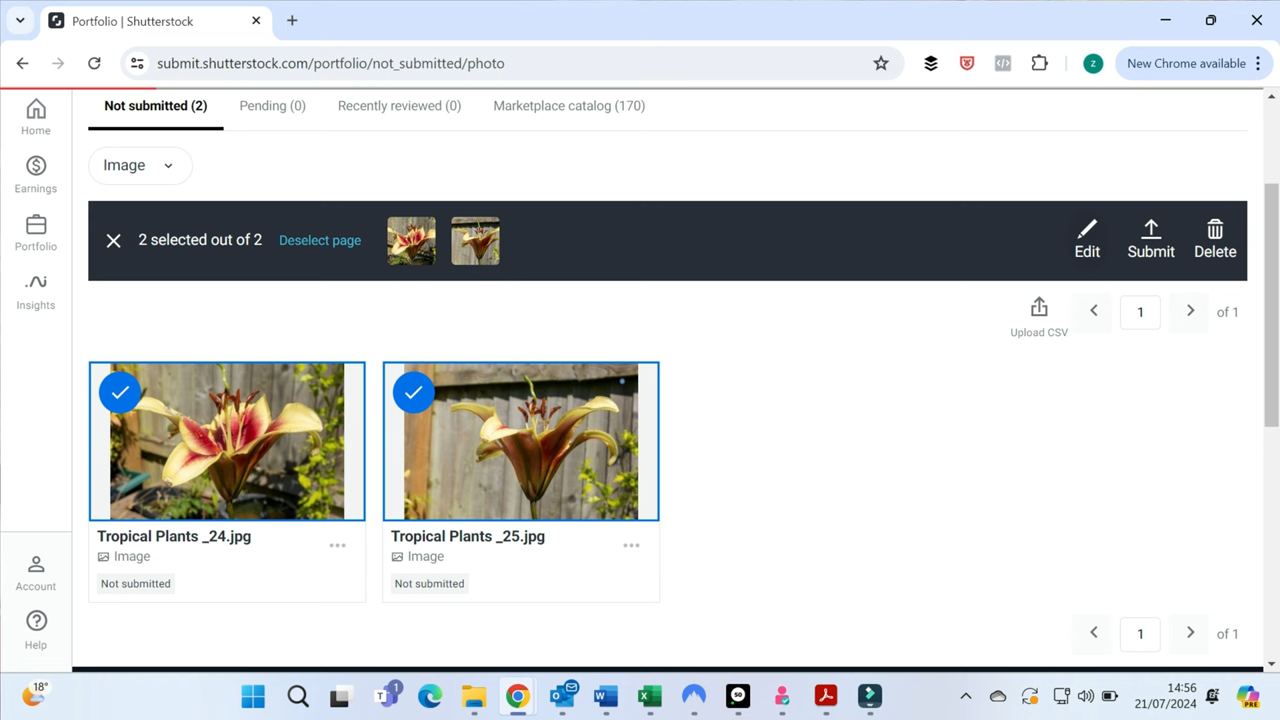 Portfolio | Shutterstock
submit.shutterstock.com/portfolio/not_submitted/photo
z
New Chrome available
Not submitted (2)
Pending (0)
Recently reviewed (0)
Marketplace catalog (170)
Home
Earnings
Portfolio
Insights
Account
Help
Image
2 selected out of 2
Deselect page
Edit
Submit
Delete
Upload CSV
1
of 1
Tropical Plants _24.jpg
Image
Not submitted
Tropical Plants _25.jpg
Image
Not submitted
1
of 1
18°
1
14:56
21/07/2024
PRE